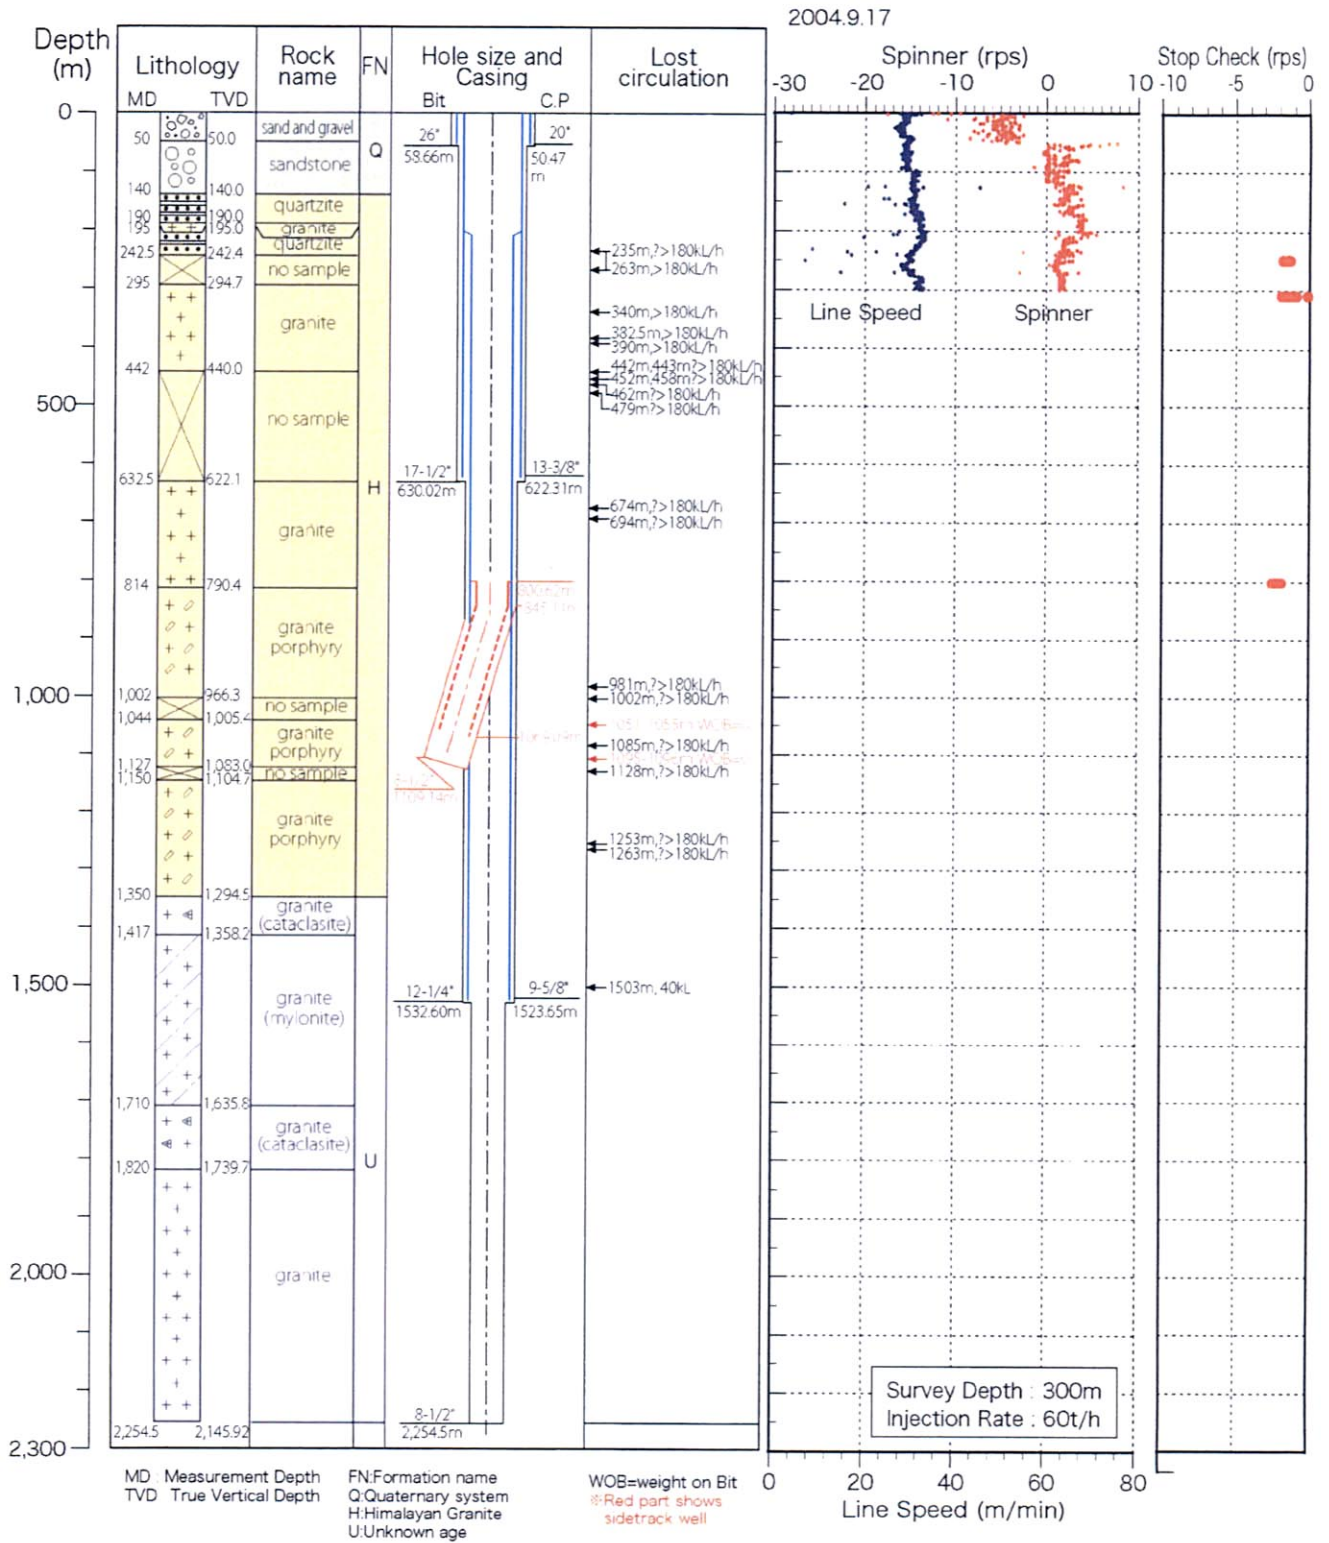 2004.9.17
Depth
(m)
Lithology
MD TVD
Rock
name
FN
Hole size and
Casing
Bit C.P
Lost
circulation
Spinner (rps)
-30 -20 -10 0 10
Stop Check (rps)
-10 -5 0
0
500
1,000
1,500
2,000
2,300
50 50.0
140 140.0
190 190.0
195 195.0
242.5 242.4
295 294.7
442 440.0
632.5 622.1
814 790.4
1,002 966.3
1,044 1,005.4
1,127 1,083.0
1,150 1,104.7
1,350 1,294.5
1,417 1,358.2
1,710 1,635.8
1,820 1,739.7
2,254.5 2,145.92
sand and gravel
sandstone
quartzite
granite
quartzite
no sample
granite
no sample
granite
granite
porphyry
no sample
granite
porphyry
no sample
granite
porphyry
granite
(cataclasite)
granite
(mylonite)
granite
(cataclasite)
granite
Q
H
U
26" 20"
58.66m 50.47
m
17-1/2" 13-3/8"
630.02m 622.31m
1109.14m
12-1/4" 9-5/8"
1532.60m 1523.65m
8-1/2"
2,254.5m
235m,?>180kL/h
263m,>180kL/h
340m,>180kL/h
382.5m,>180kL/h
390m,>180kL/h
442m,443m?>180kL/h
452m,458m?>180kL/h
462m?>180kL/h
479m?>180kL/h
674m,?>180kL/h
694m,?>180kL/h
981m,?>180kL/h
1002m,?>180kL/h
1085m,?>180kL/h
1128m,?>180kL/h
1253m,?>180kL/h
1263m,?>180kL/h
1503m, 40kL
Line Speed Spinner
Survey Depth : 300m
Injection Rate : 60t/h
0 20 40 60 80
Line Speed (m/min)
MD : Measurement Depth
TVD True Vertical Depth
FN:Formation name
Q:Quaternary system
H:Himalayan Granite
U:Unknown age
WOB=weight on Bit
※Red part shows
sidetrack well